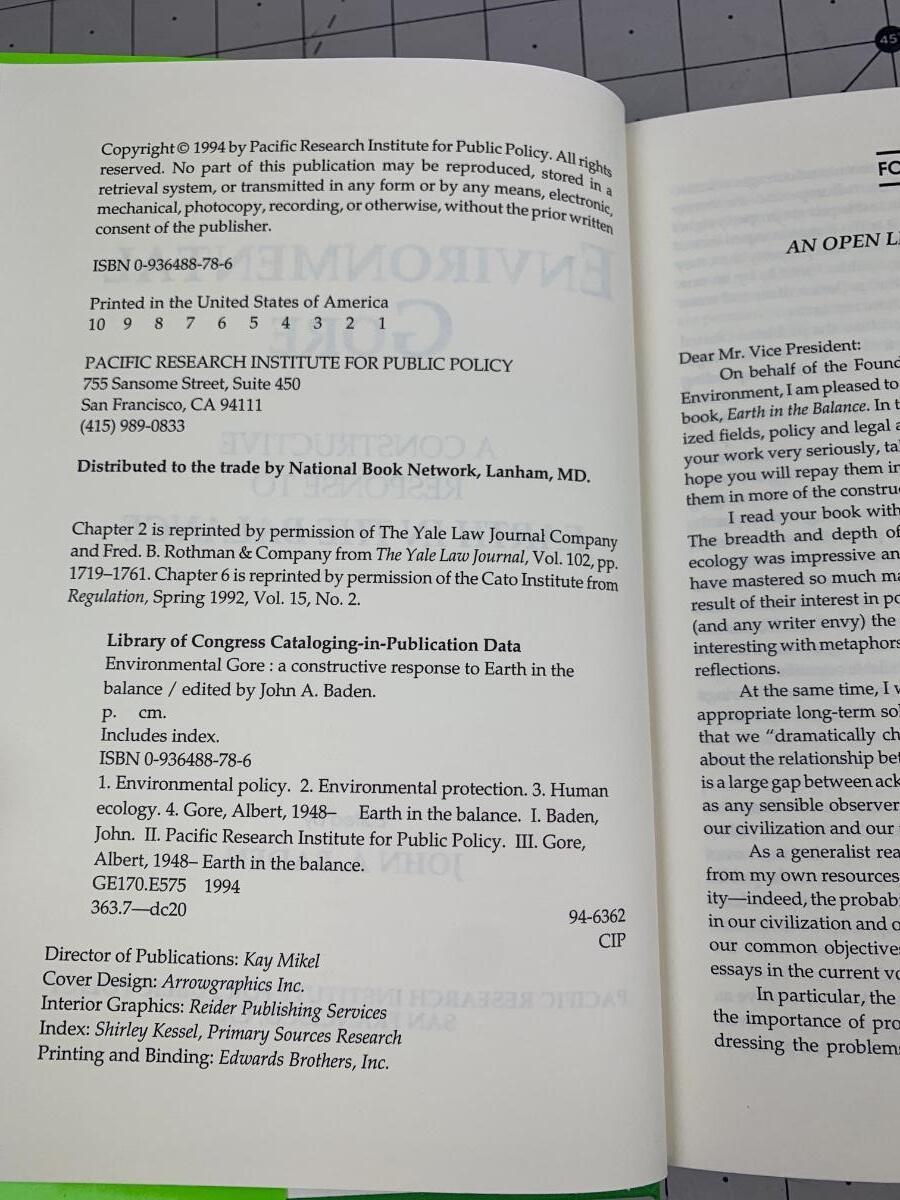 Copyright © 1994 by Pacific Research Institute for Public Policy. All rights
reserved. No part of this publication may be reproduced, stored in a
retrieval system, or transmitted in any form or by any means, electronic,
mechanical, photocopy, recording, or otherwise, without the prior written
consent of the publisher.
ISBN 0-936488-78-6
Printed in the United States of America
10 9 8 7 6 5 4 3 2 1
PACIFIC RESEARCH INSTITUTE FOR PUBLIC POLICY
755 Sansome Street, Suite 450
San Francisco, CA 94111
(415) 989-0833
Distributed to the trade by National Book Network, Lanham, MD.
Chapter 2 is reprinted by permission of The Yale Law Journal Company
and Fred. B. Rothman & Company from The Yale Law Journal, Vol. 102, pp.
1719–1761. Chapter 6 is reprinted by permission of the Cato Institute from
Regulation, Spring 1992, Vol. 15, No. 2.
Library of Congress Cataloging-in-Publication Data
Environmental Gore : a constructive response to Earth in the
balance / edited by John A. Baden.
p. cm.
Includes index.
ISBN 0-936488-78-6
1. Environmental policy. 2. Environmental protection. 3. Human
ecology. 4. Gore, Albert, 1948– Earth in the balance. I. Baden,
John. II. Pacific Research Institute for Public Policy. III. Gore,
Albert, 1948– Earth in the balance.
GE170.E575 1994
363.7—dc20
94-6362
CIP
Director of Publications: Kay Mikel
Cover Design: Arrowgraphics Inc.
Interior Graphics: Reider Publishing Services
Index: Shirley Kessel, Primary Sources Research
Printing and Binding: Edwards Brothers, Inc.
FO
AN OPEN L
Dear Mr. Vice President:
On behalf of the Found
Environment, I am pleased to
book, Earth in the Balance. In t
ized fields, policy and legal a
your work very seriously, ta
hope you will repay them in
them in more of the constru
I read your book with
The breadth and depth of
ecology was impressive an
have mastered so much ma
result of their interest in po
(and any writer envy) the
interesting with metaphors
reflections.
At the same time, I w
appropriate long-term so
that we "dramatically ch
about the relationship be
is a large gap between ack
as any sensible observer
our civilization and our
As a generalist rea
from my own resources
ity—indeed, the probab
in our civilization and o
our common objective
essays in the current vo
In particular, the
the importance of pro
dressing the problems
45